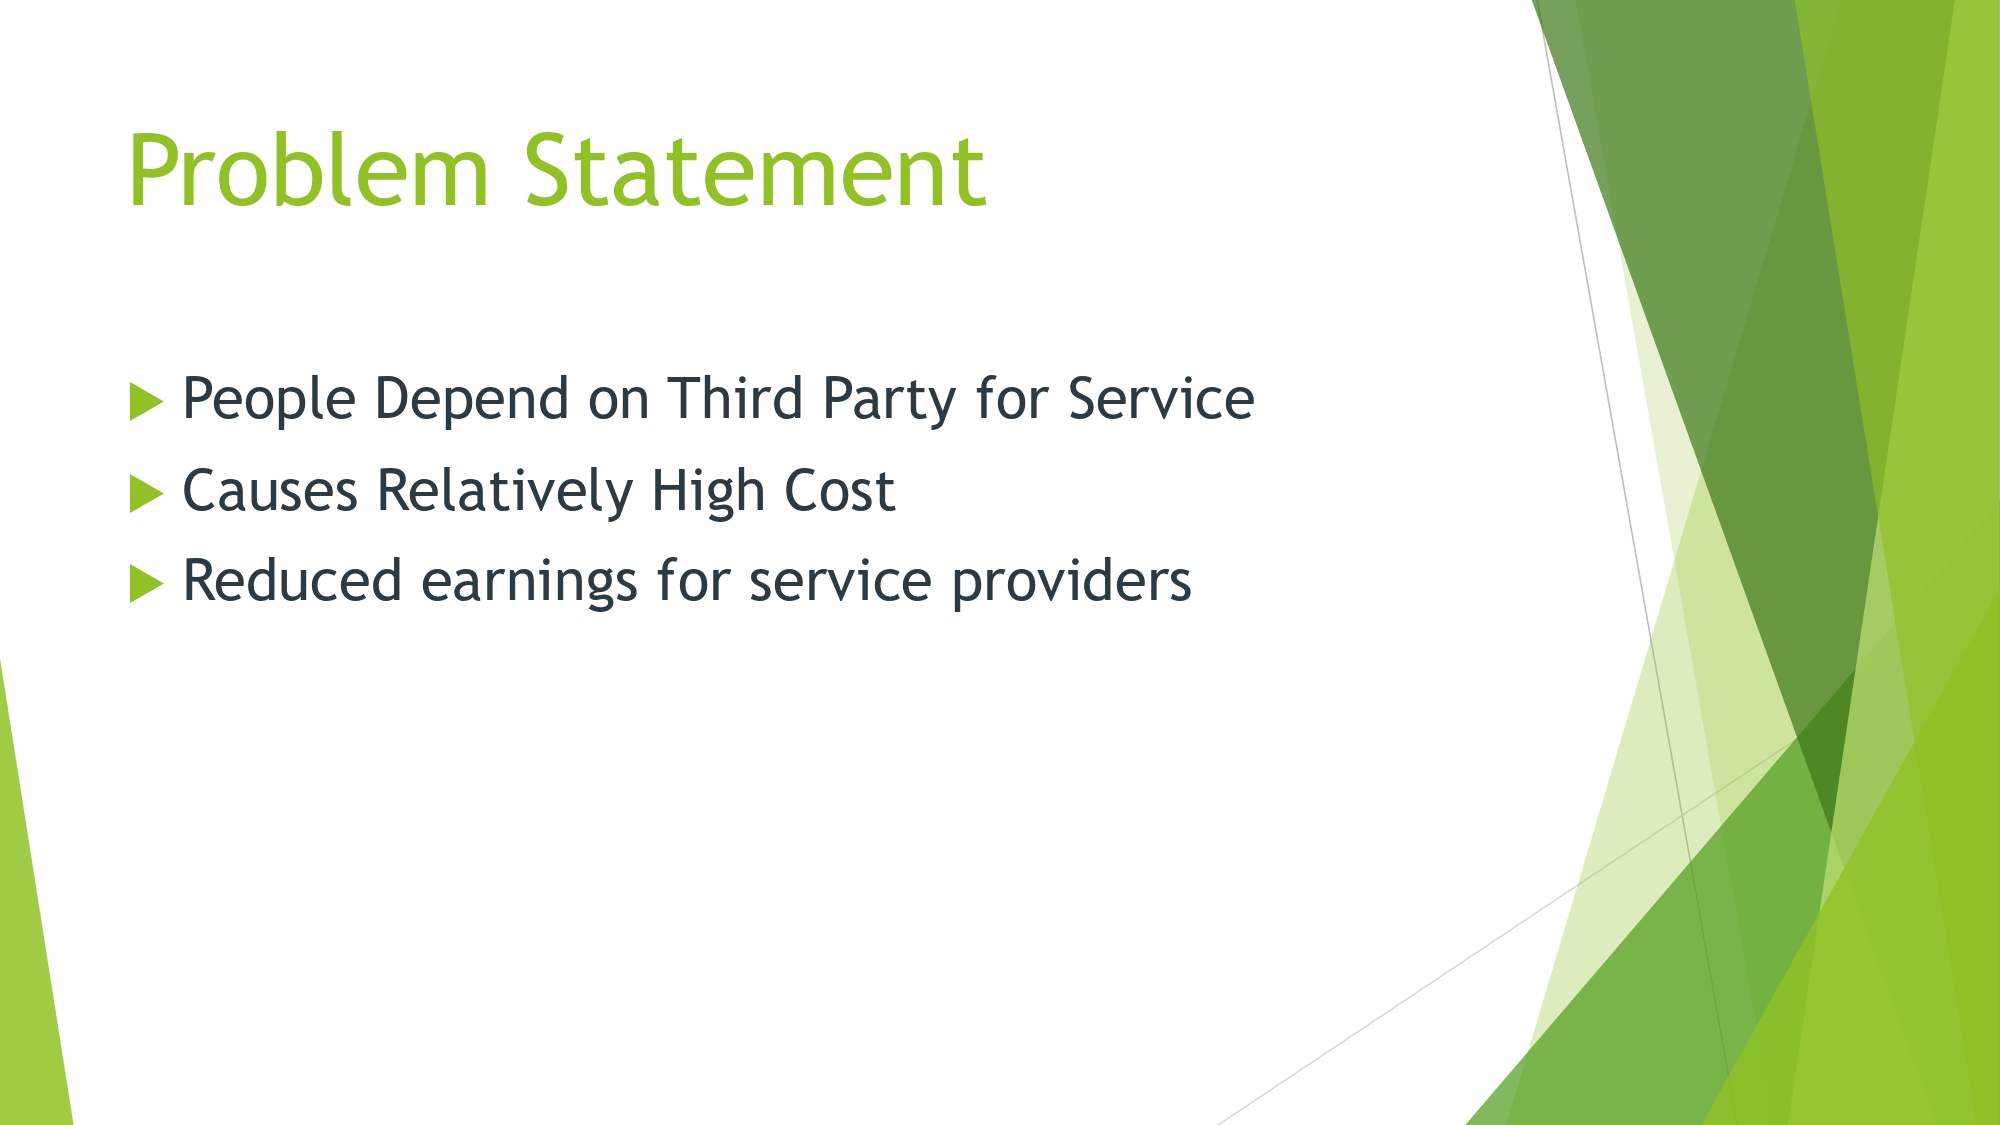 Problem Statement
People Depend on Third Party for Service
Causes Relatively High Cost
Reduced earnings for service providers